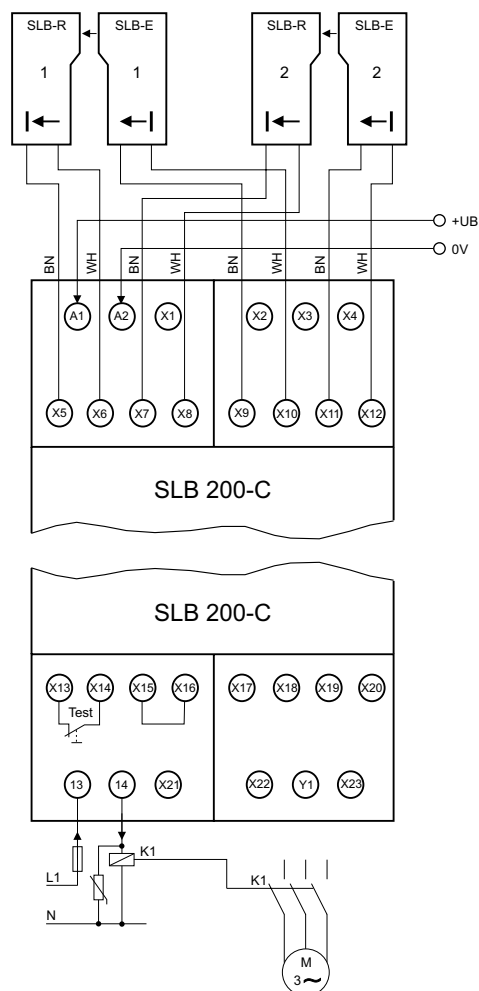 SLB-R SLB-E SLB-R SLB-E
1 1 2 2
+UB
0V
BN WH BN WH BN WH BN WH
A1 A2 X1 X2 X3 X4
X5 X6 X7 X8 X9 X10 X11 X12
SLB 200-C
SLB 200-C
X13 X14 X15 X16 X17 X18 X19 X20
Test
13 14 X21 X22 Y1 X23
K1
L1 K1
N
M
3~